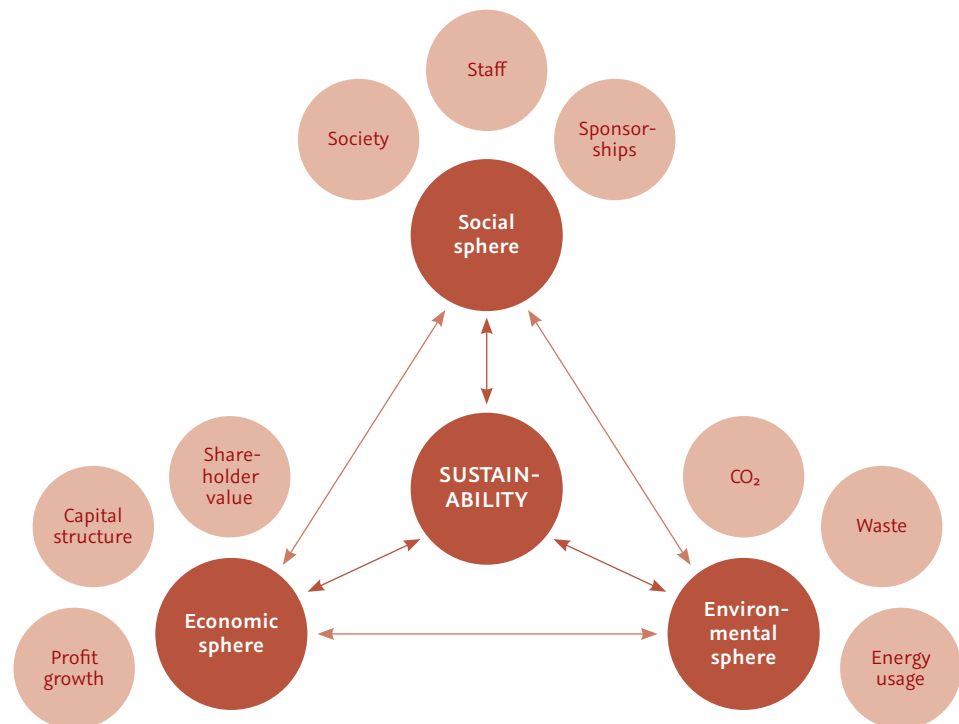 Staff
Society
Sponsor-
ships
Social
sphere
Share-
holder
value
Capital
structure
Profit
growth
Economic
sphere
SUSTAIN-
ABILITY
CO₂
Waste
Energy
usage
Environ-
mental
sphere